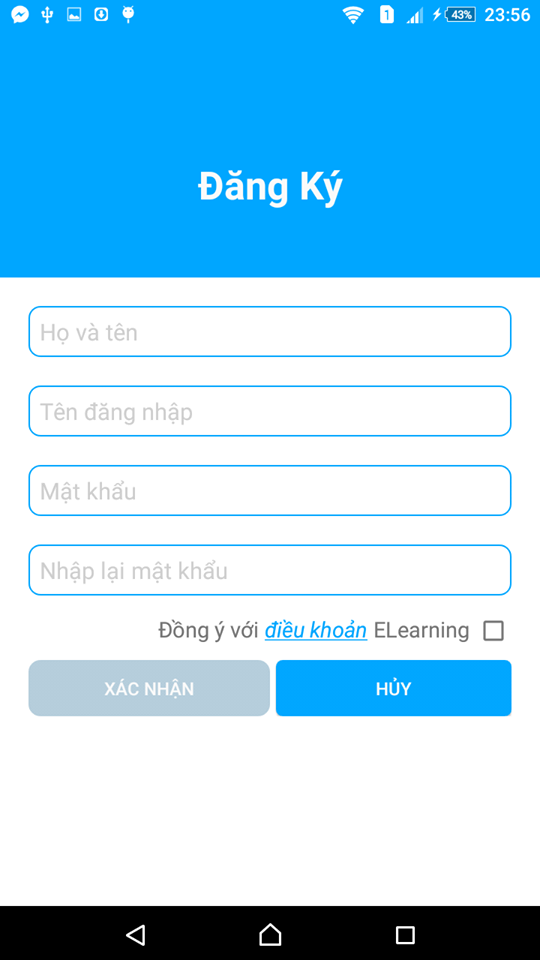 1 43% 23:56
Đăng Ký
Họ và tên
Tên đăng nhập
Mật khẩu
Nhập lại mật khẩu
Đồng ý với điều khoản ELearning
XÁC NHẬN HỦY